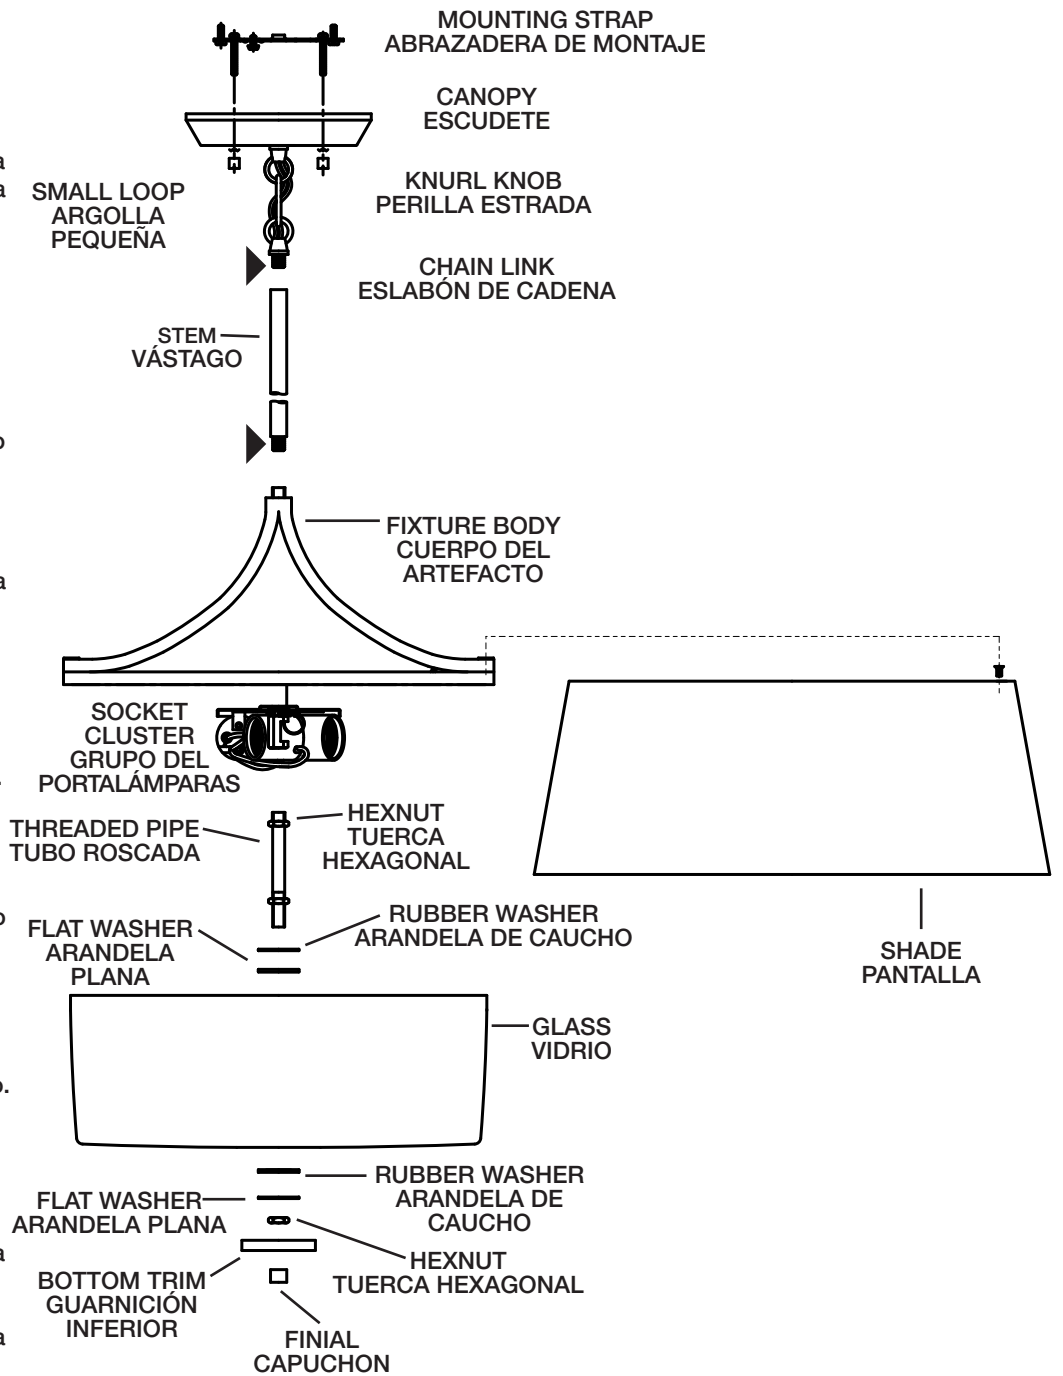 MOUNTING STRAP
ABRAZADERA DE MONTAJE
CANOPY
ESCUDETE
a
a
SMALL LOOP
ARGOLLA
PEQUEÑA
KNURL KNOB
PERILLA ESTRADA
CHAIN LINK
ESLABÓN DE CADENA
STEM
VÁSTAGO
o
FIXTURE BODY
CUERPO DEL
ARTEFACTO
a
SOCKET
CLUSTER
GRUPO DEL
PORTALÁMPARAS
THREADED PIPE
TUBO ROSCADA
HEXNUT
TUERCA
HEXAGONAL
o
FLAT WASHER
ARANDELA
PLANA
RUBBER WASHER
ARANDELA DE CAUCHO
SHADE
PANTALLA
GLASS
VIDRIO
o.
RUBBER WASHER
ARANDELA DE
CAUCHO
FLAT WASHER
ARANDELA PLANA
a
HEXNUT
TUERCA HEXAGONAL
BOTTOM TRIM
GUARNICIÓN
INFERIOR
a
FINIAL
CAPUCHON